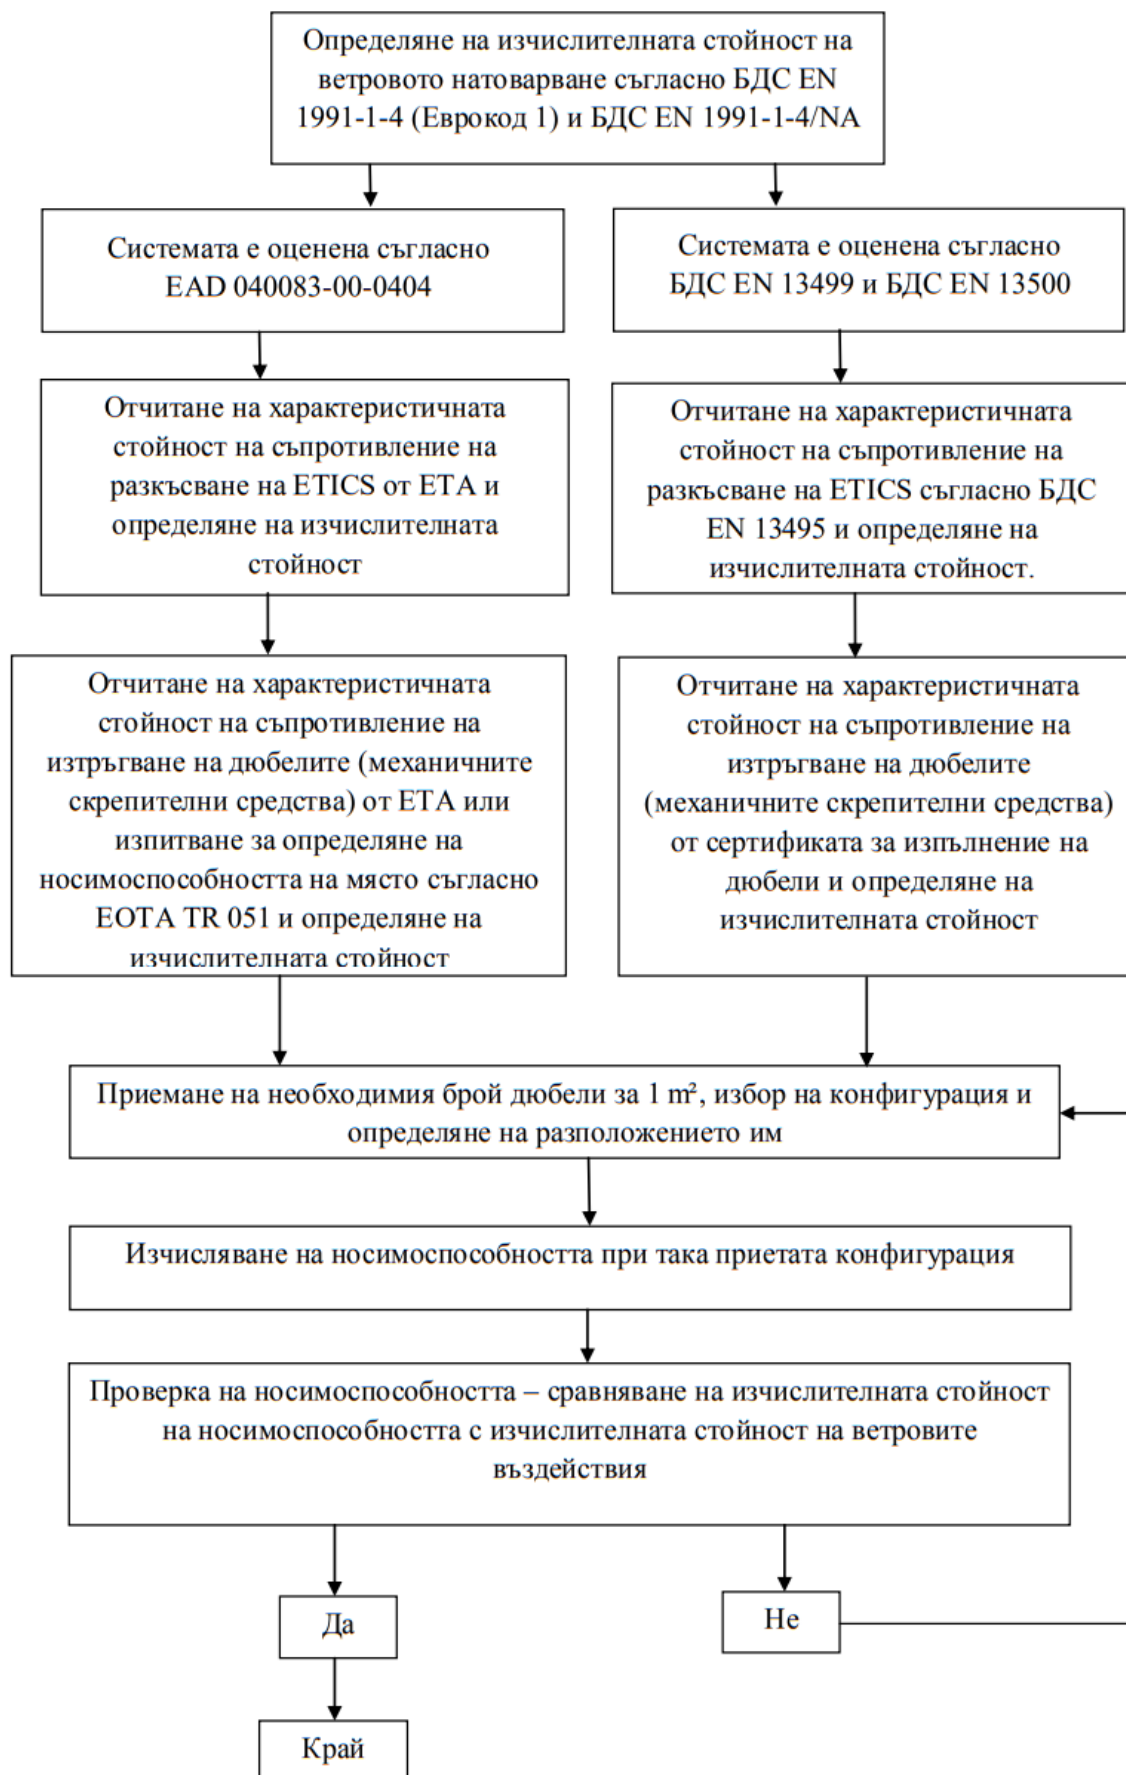 Определяне на изчислителната стойност на
ветровото натоварване съгласно БДС EN
1991-1-4 (Еврокод 1) и БДС EN 1991-1-4/NA
Системата е оценена съгласно
EAD 040083-00-0404
Системата е оценена съгласно
БДС EN 13499 и БДС EN 13500
Отчитане на характеристичната
стойност на съпротивление на
разкъсване на ETICS от ЕТА и
определяне на изчислителната
стойност
Отчитане на характеристичната
стойност на съпротивление на
разкъсване на ETICS съгласно БДС
EN 13495 и определяне на
изчислителната стойност.
Отчитане на характеристичната
стойност на съпротивление на
изтръгване на дюбелите (механичните
скрепителни средства) от ЕТА или
изпитване за определяне на
носимоспособността на място съгласно
EOTA TR 051 и определяне на
изчислителната стойност
Отчитане на характеристичната
стойност на съпротивление на
изтръгване на дюбелите
(механичните скрепителни средства)
от сертификата за изпълнение на
дюбели и определяне на
изчислителната стойност
Приемане на необходимия брой дюбели за 1 m², избор на конфигурация и
определяне на разположението им
Изчисляване на носимоспособността при така приетата конфигурация
Проверка на носимоспособността – сравняване на изчислителната стойност
на носимоспособността с изчислителната стойност на ветровите
въздействия
Да
Не
Край